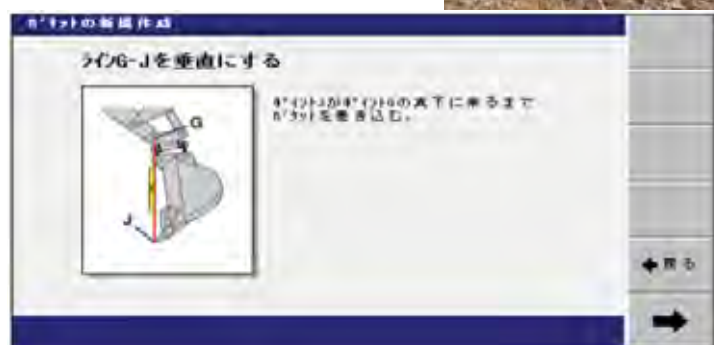 バケットの新規作成
ラインG-Jを垂直にする
ポイントJがポイントGの真下に来るまで
バケットを巻き込む。
G
J
戻る